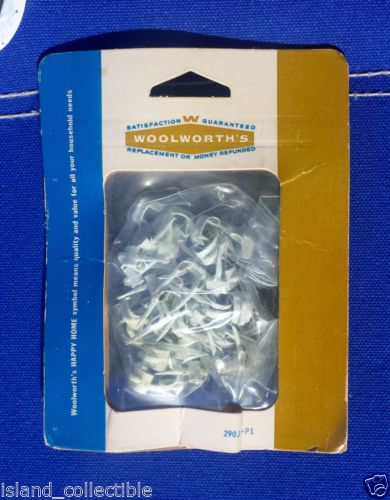 SATISFACTION W GUARANTEED
WOOLWORTH'S
REPLACEMENT OR MONEY REFUNDED
Woolworth's HAPPY HOME symbol means quality and value for all your household needs
island_collectible